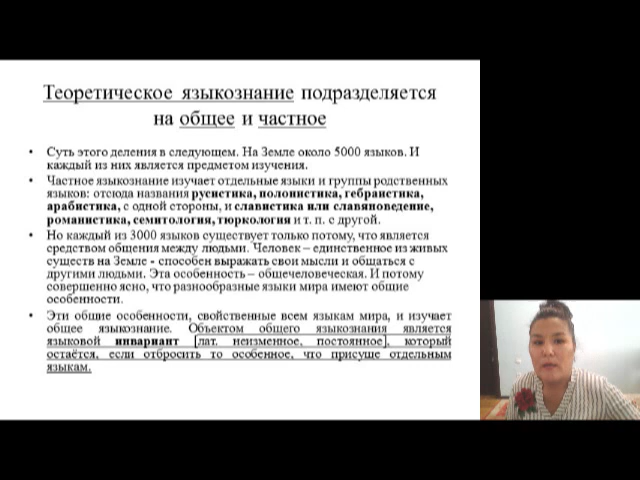 Теоретическое языкознание подразделяется
на общее и частное
• Суть этого деления в следующем. На Земле около 5000 языков. И
каждый из них является предметом изучения.
• Частное языкознание изучает отдельные языки и группы родственных
языков: отсюда названия русистика, полонистика, гебраистика,
арабистика, с одной стороны, и славистика или славяноведение,
романистика, семитология, тюркология и т. п. с другой.
• Но каждый из 3000 языков существует только потому, что является
средством общения между людьми. Человек – единственное из живых
существ на Земле - способен выражать свои мысли и общаться с
другими людьми. Эта особенность – общечеловеческая. И потому
совершенно ясно, что разнообразные языки мира имеют общие
особенности.
• Эти общие особенности, свойственные всем языкам мира, и изучает
общее языкознание. Объектом общего языкознания является
языковой инвариант [лат. неизменное, постоянное], который
остаётся, если отбросить то особенное, что присуще отдельным
языкам.